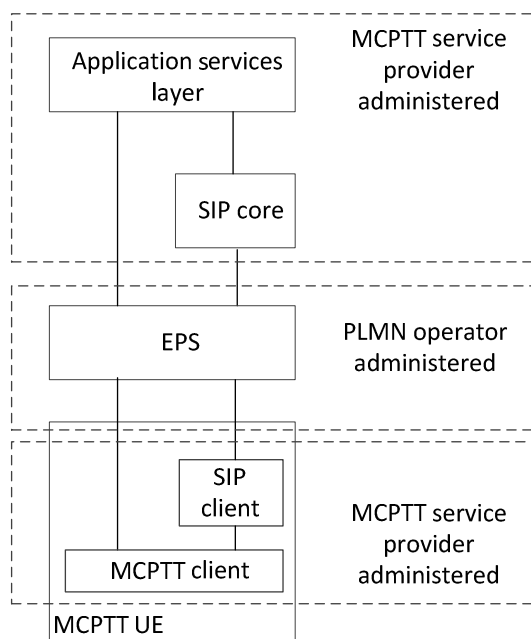 Application services
layer
MCPTT service
provider
administered
SIP core
EPS
PLMN operator
administered
SIP
client
MCPTT client
MCPTT service
provider
administered
MCPTT UE